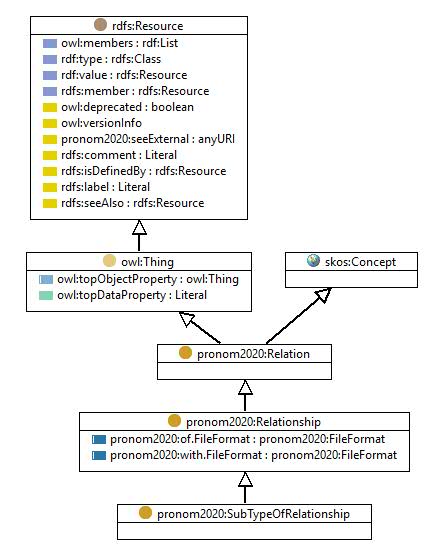 rdfs:Resource
owl:members : rdf:List
rdf:type : rdfs:Class
rdf:value : rdfs:Resource
rdfs:member : rdfs:Resource
owl:deprecated : boolean
owl:versionInfo
pronom2020:seeExternal : anyURI
rdfs:comment : Literal
rdfs:isDefinedBy : rdfs:Resource
rdfs:label : Literal
rdfs:seeAlso : rdfs:Resource
owl:Thing
owl:topObjectProperty : owl:Thing
owl:topDataProperty : Literal
skos:Concept
pronom2020:Relation
pronom2020:Relationship
pronom2020:of.FileFormat : pronom2020:FileFormat
pronom2020:with.FileFormat : pronom2020:FileFormat
pronom2020:SubTypeOfRelationship